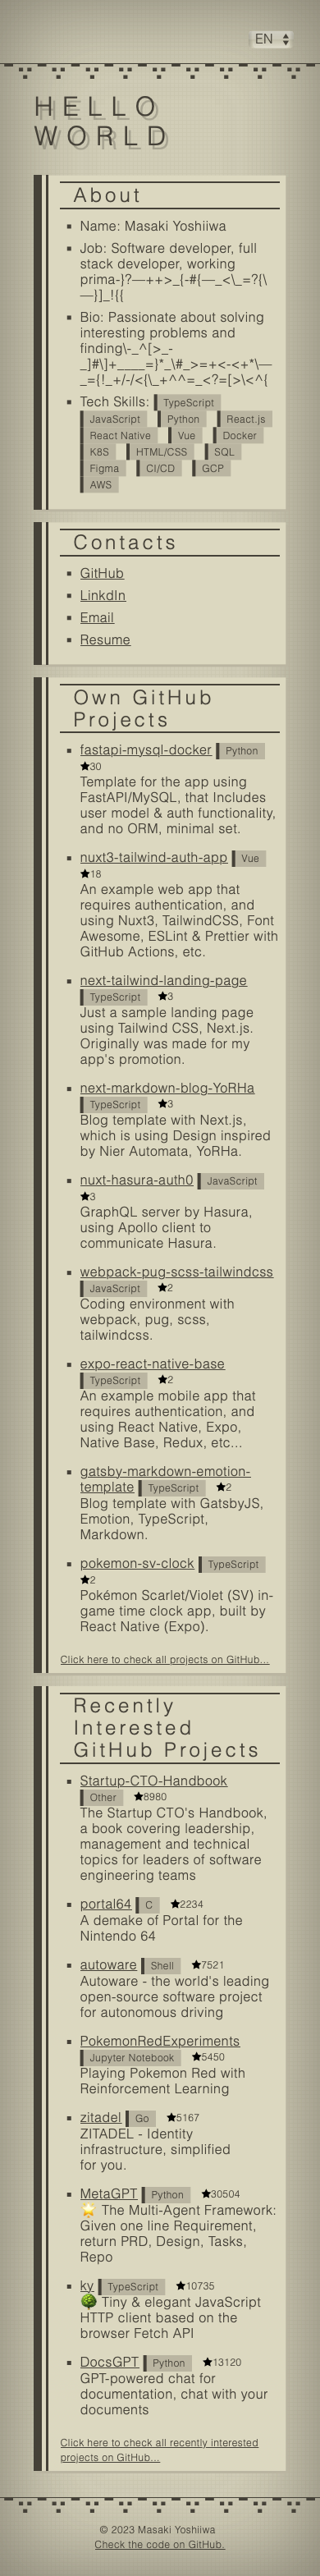 EN
HELLO
WORLD
About
Name: Masaki Yoshiiwa
Job: Software developer, full
stack developer, working
prima-}?—++>_{-#{—_<\_=?{\
—}]_!{{
Bio: Passionate about solving
interesting problems and
finding\-_^[>_-
_]#\]+____=}*_\#_>=+<-<+*\—
_={!_+/-/<{\_+^^=_<?=[>\<^{
Tech Skills: TypeScript
JavaScript Python React.js
React Native Vue Docker
K8S HTML/CSS SQL
Figma CI/CD GCP
AWS
Contacts
GitHub
LinkdIn
Email
Resume
Own GitHub
Projects
fastapi-mysql-docker Python
★30
Template for the app using
FastAPI/MySQL, that Includes
user model & auth functionality,
and no ORM, minimal set.
nuxt3-tailwind-auth-app Vue
★18
An example web app that
requires authentication, and
using Nuxt3, TailwindCSS, Font
Awesome, ESLint & Prettier with
GitHub Actions, etc.
next-tailwind-landing-page
TypeScript ★3
Just a sample landing page
using Tailwind CSS, Next.js.
Originally was made for my
app's promotion.
next-markdown-blog-YoRHa
TypeScript ★3
Blog template with Next.js,
which is using Design inspired
by Nier Automata, YoRHa.
nuxt-hasura-auth0 JavaScript
★3
GraphQL server by Hasura,
using Apollo client to
communicate Hasura.
webpack-pug-scss-tailwindcss
JavaScript ★2
Coding environment with
webpack, pug, scss,
tailwindcss.
expo-react-native-base
TypeScript ★2
An example mobile app that
requires authentication, and
using React Native, Expo,
Native Base, Redux, etc...
gatsby-markdown-emotion-
template TypeScript ★2
Blog template with GatsbyJS,
Emotion, TypeScript,
Markdown.
pokemon-sv-clock TypeScript
★2
Pokémon Scarlet/Violet (SV) in-
game time clock app, built by
React Native (Expo).
Click here to check all projects on GitHub...
Recently
Interested
GitHub Projects
Startup-CTO-Handbook
Other ★8980
The Startup CTO's Handbook,
a book covering leadership,
management and technical
topics for leaders of software
engineering teams
portal64 C ★2234
A demake of Portal for the
Nintendo 64
autoware Shell ★7521
Autoware - the world's leading
open-source software project
for autonomous driving
PokemonRedExperiments
Jupyter Notebook ★5450
Playing Pokemon Red with
Reinforcement Learning
zitadel Go ★5167
ZITADEL - Identity
infrastructure, simplified
for you.
MetaGPT Python ★30504
🌟 The Multi-Agent Framework:
Given one line Requirement,
return PRD, Design, Tasks,
Repo
ky TypeScript ★10735
🌳 Tiny & elegant JavaScript
HTTP client based on the
browser Fetch API
DocsGPT Python ★13120
GPT-powered chat for
documentation, chat with your
documents
Click here to check all recently interested
projects on GitHub...
© 2023 Masaki Yoshiiwa
Check the code on GitHub.